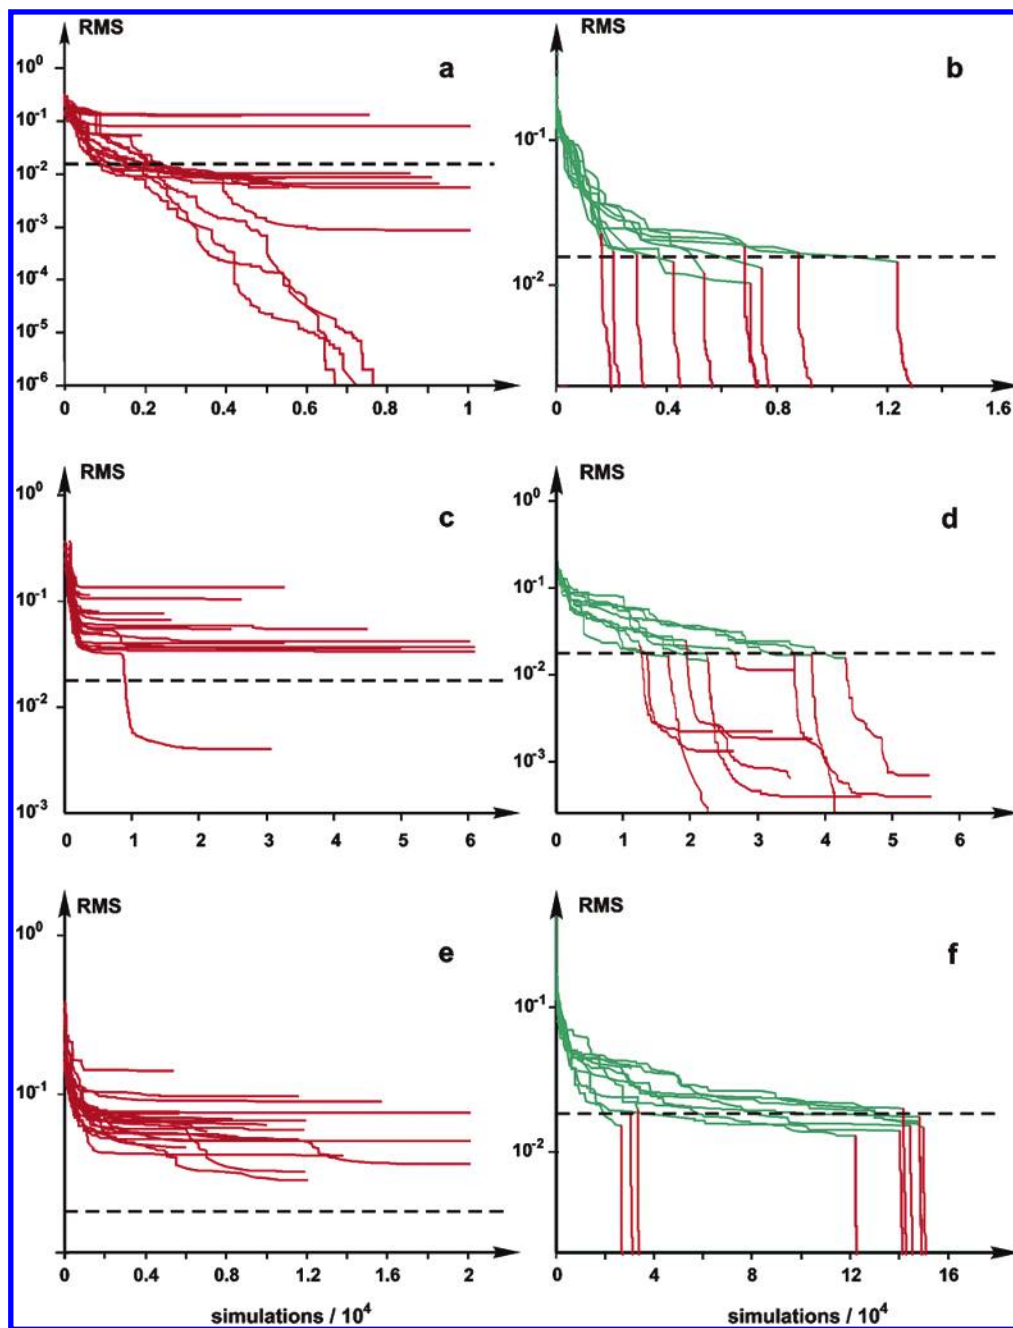 RMS
a
10⁰
10⁻¹
10⁻²
10⁻³
10⁻⁴
10⁻⁵
10⁻⁶
0 0.2 0.4 0.6 0.8 1
RMS
b
10⁻¹
10⁻²
0 0.4 0.8 1.2 1.6
RMS
c
10⁰
10⁻¹
10⁻²
10⁻³
0 1 2 3 4 5 6
RMS
d
10⁰
10⁻¹
10⁻²
10⁻³
0 1 2 3 4 5 6
RMS
e
10⁰
10⁻¹
0 0.4 0.8 1.2 1.6 2
simulations / 10⁴
RMS
f
10⁻¹
10⁻²
0 4 8 12 16
simulations / 10⁴